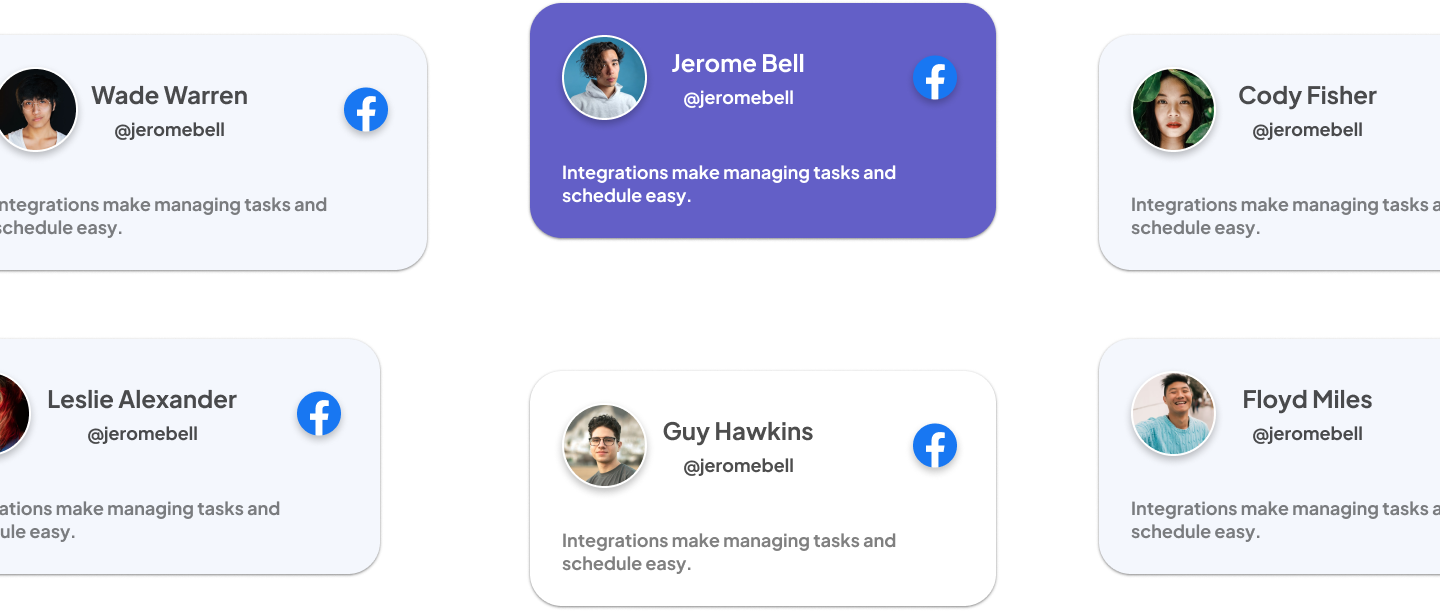 Wade Warren
@jeromebell
ntegrations make managing tasks and
schedule easy.
Jerome Bell
@jeromebell
Integrations make managing tasks and
schedule easy.
Cody Fisher
@jeromebell
Integrations make managing tasks a
schedule easy.
Leslie Alexander
@jeromebell
ations make managing tasks and
ule easy.
Guy Hawkins
@jeromebell
Integrations make managing tasks and
schedule easy.
Floyd Miles
@jeromebell
Integrations make managing tasks a
schedule easy.